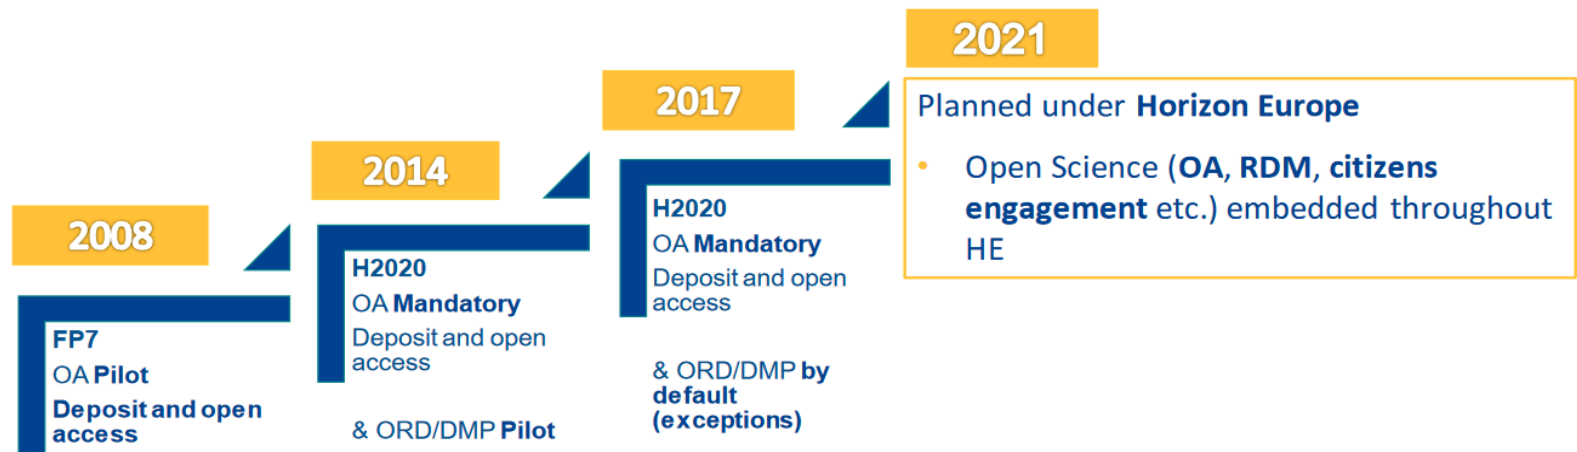 2008
FP7
OA Pilot
Deposit and open
access
2014
H2020
OA Mandatory
Deposit and open
access
& ORD/DMP Pilot
2017
H2020
OA Mandatory
Deposit and open
access
& ORD/DMP by
default
(exceptions)
2021
Planned under Horizon Europe
• Open Science (OA, RDM, citizens
engagement etc.) embedded throughout
HE